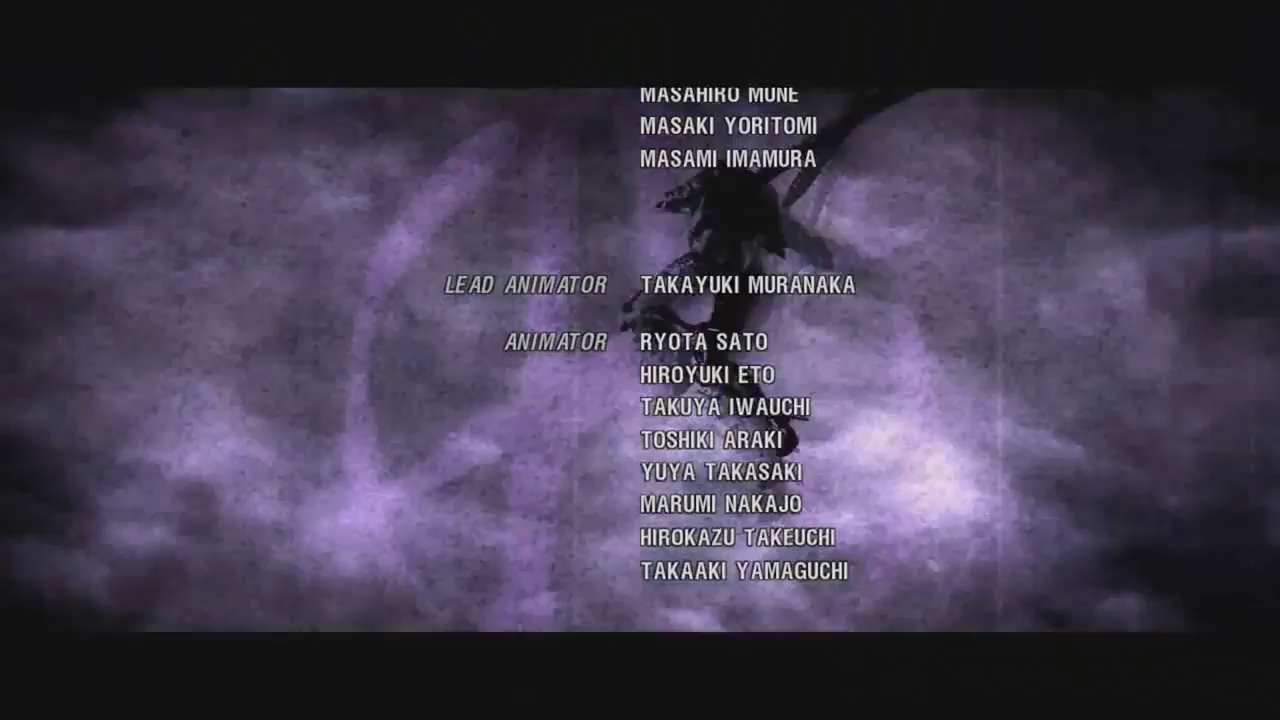 MASAHIRO MUNE
MASAKI YORITOMI
MASAMI IMAMURA
LEAD ANIMATOR TAKAYUKI MURANAKA
ANIMATOR RYOTA SATO
HIROYUKI ETO
TAKUYA IWAUCHI
TOSHIKI ARAKI
YUYA TAKASAKI
MARUMI NAKAJO
HIROKAZU TAKEUCHI
TAKAAKI YAMAGUCHI